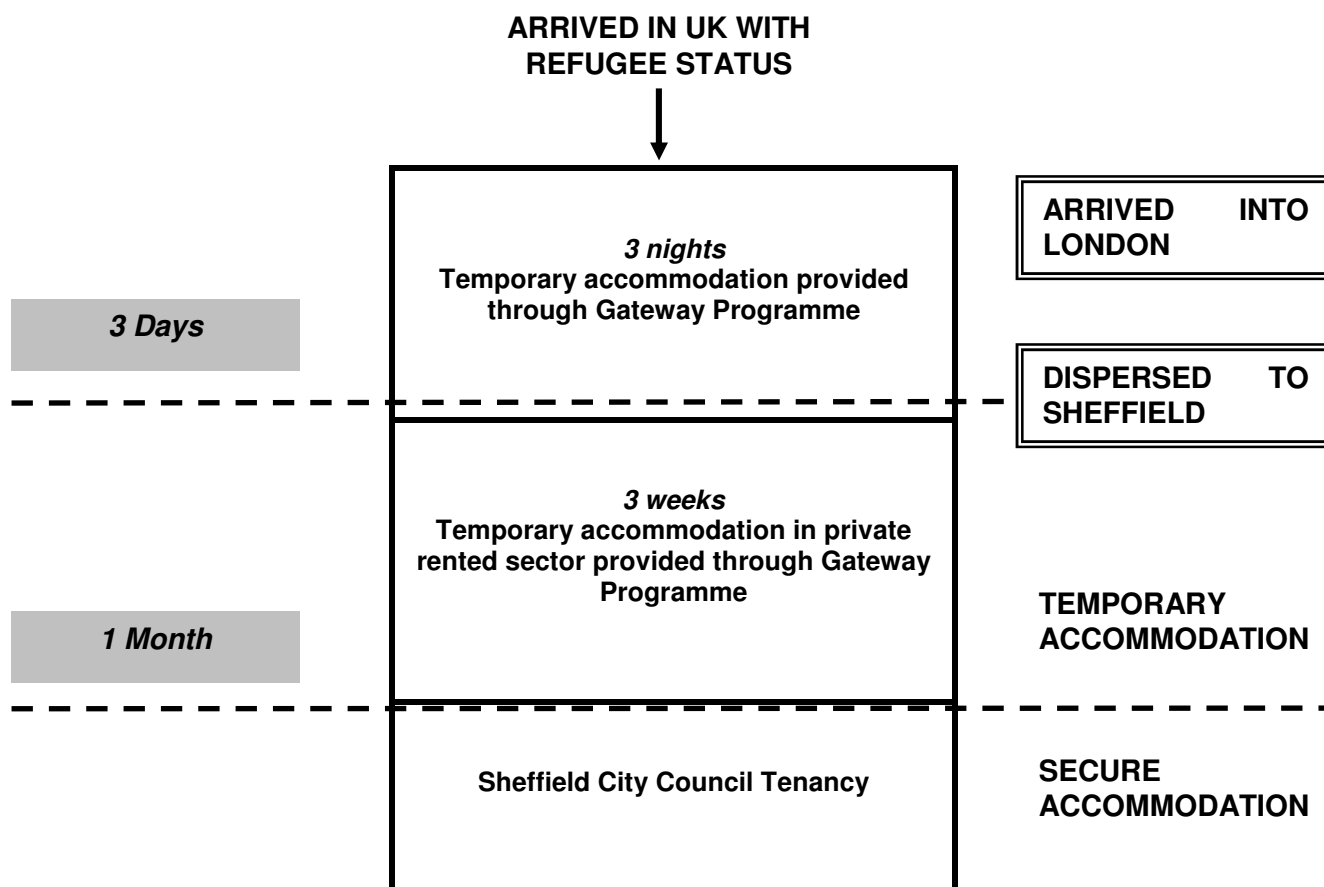 ARRIVED IN UK WITH
REFUGEE STATUS
ARRIVED INTO
LONDON
3 nights
Temporary accommodation provided
through Gateway Programme
3 Days
DISPERSED TO
SHEFFIELD
3 weeks
Temporary accommodation in private
rented sector provided through Gateway
Programme
TEMPORARY
ACCOMMODATION
1 Month
Sheffield City Council Tenancy
SECURE
ACCOMMODATION